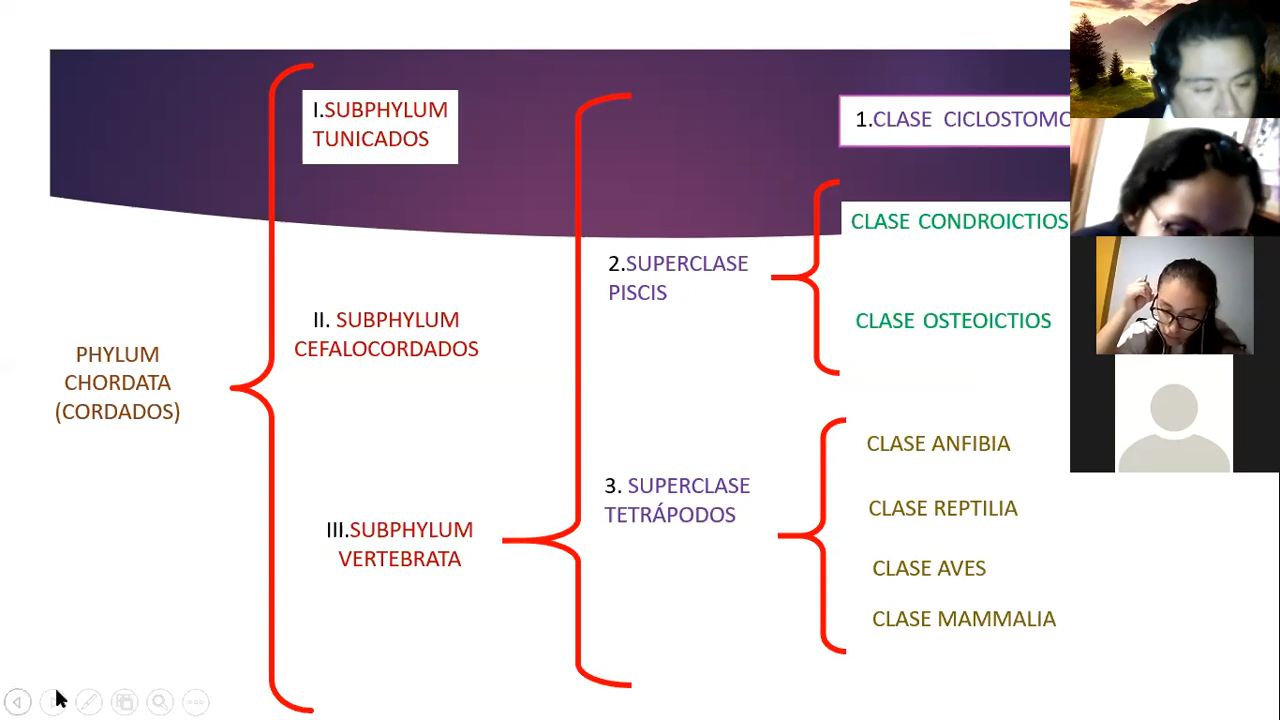 I.SUBPHYLUM
TUNICADOS
1.CLASE CICLOSTOMO
CLASE CONDROICTIOS
2.SUPERCLASE
PISCIS
II. SUBPHYLUM
CEFALOCORDADOS
CLASE OSTEOICTIOS
PHYLUM
CHORDATA
(CORDADOS)
CLASE ANFIBIA
3. SUPERCLASE
TETRÁPODOS
CLASE REPTILIA
III.SUBPHYLUM
VERTEBRATA
CLASE AVES
CLASE MAMMALIA